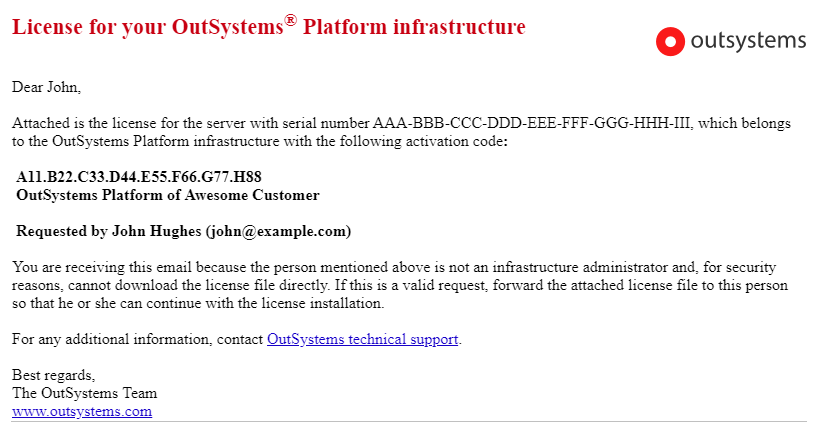 License for your OutSystems® Platform infrastructure
outsystems
Dear John,
Attached is the license for the server with serial number AAA-BBB-CCC-DDD-EEE-FFF-GGG-HHH-III, which belongs
to the OutSystems Platform infrastructure with the following activation code:
A11.B22.C33.D44.E55.F66.G77.H88
OutSystems Platform of Awesome Customer
Requested by John Hughes (john@example.com)
You are receiving this email because the person mentioned above is not an infrastructure administrator and, for security
reasons, cannot download the license file directly. If this is a valid request, forward the attached license file to this person
so that he or she can continue with the license installation.
For any additional information, contact OutSystems technical support.
Best regards,
The OutSystems Team
www.outsystems.com